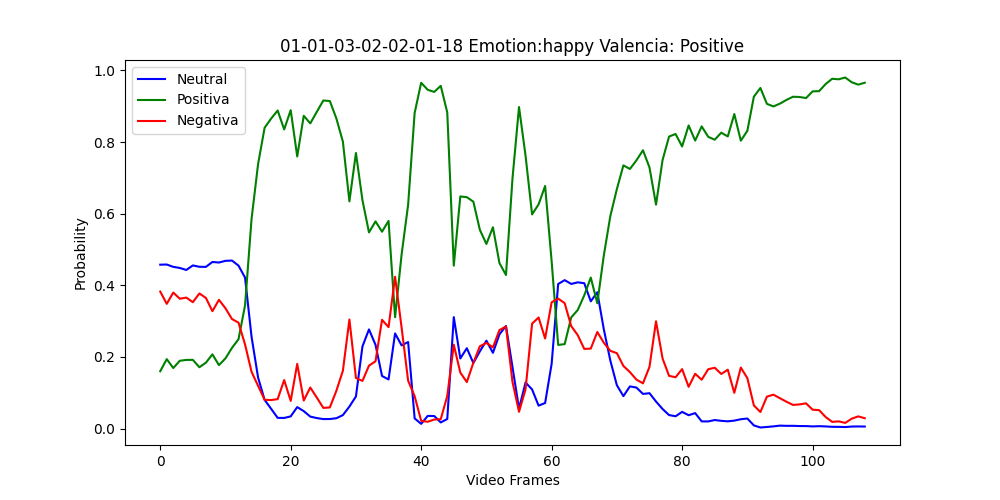 01-01-03-02-02-01-18 Emotion:happy Valencia: Positive
Neutral
Positiva
Negativa
Probability
1.0
0.8
0.6
0.4
0.2
0.0
0 20 40 60 80 100
Video Frames